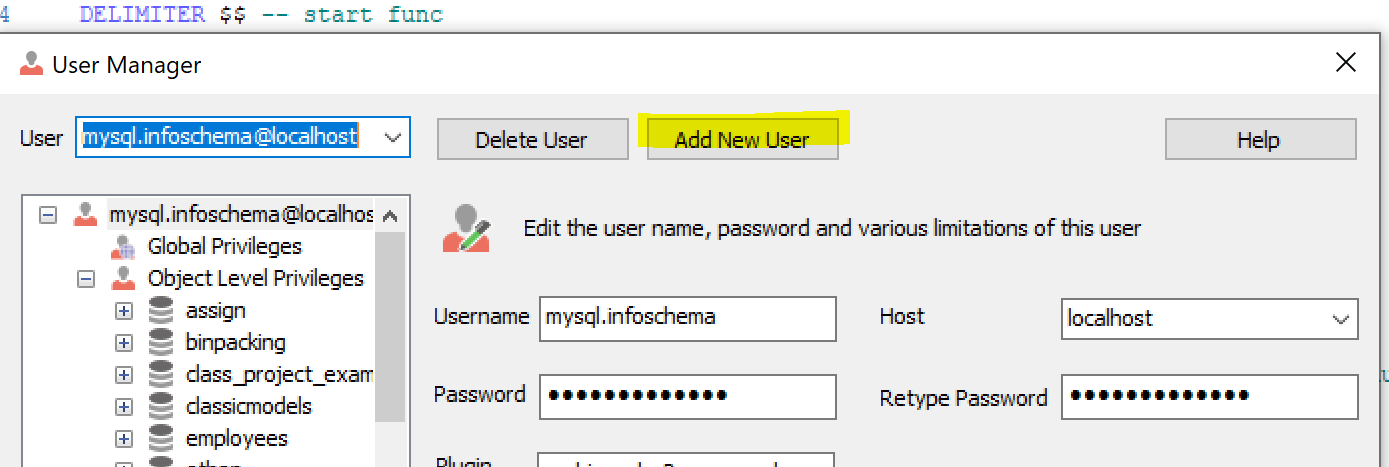 4 DELIMITER $$ -- start func
User Manager
User mysql.infoschema@localhost Delete User Add New User Help
mysql.infoschema@localhos
Edit the user name, password and various limitations of this user
Global Privileges
Object Level Privileges
assign
binpacking
class_project_exam
classicmodels
employees
Username mysql.infoschema Host localhost
Password ••••••••••••• Retype Password •••••••••••••
Plugin